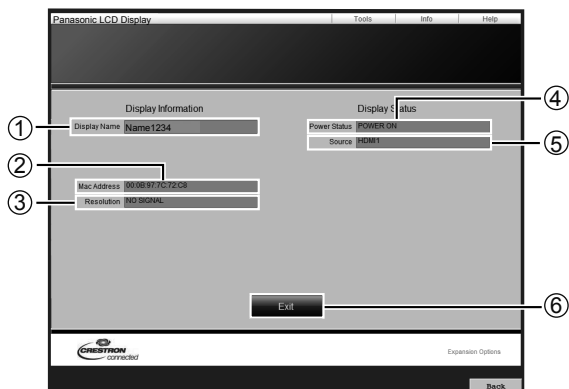 Panasonic LCD Display Tools Info Help
Display Information
Display Status
① Display Name Name1234
Power Status POWER ON ④
Source HDMI1 ⑤
②
Mac Address 00:0B:97:7C:72:C8
③ Resolution NO SIGNAL
Exit ⑥
CRESTRON connected
Expansion Options
Back